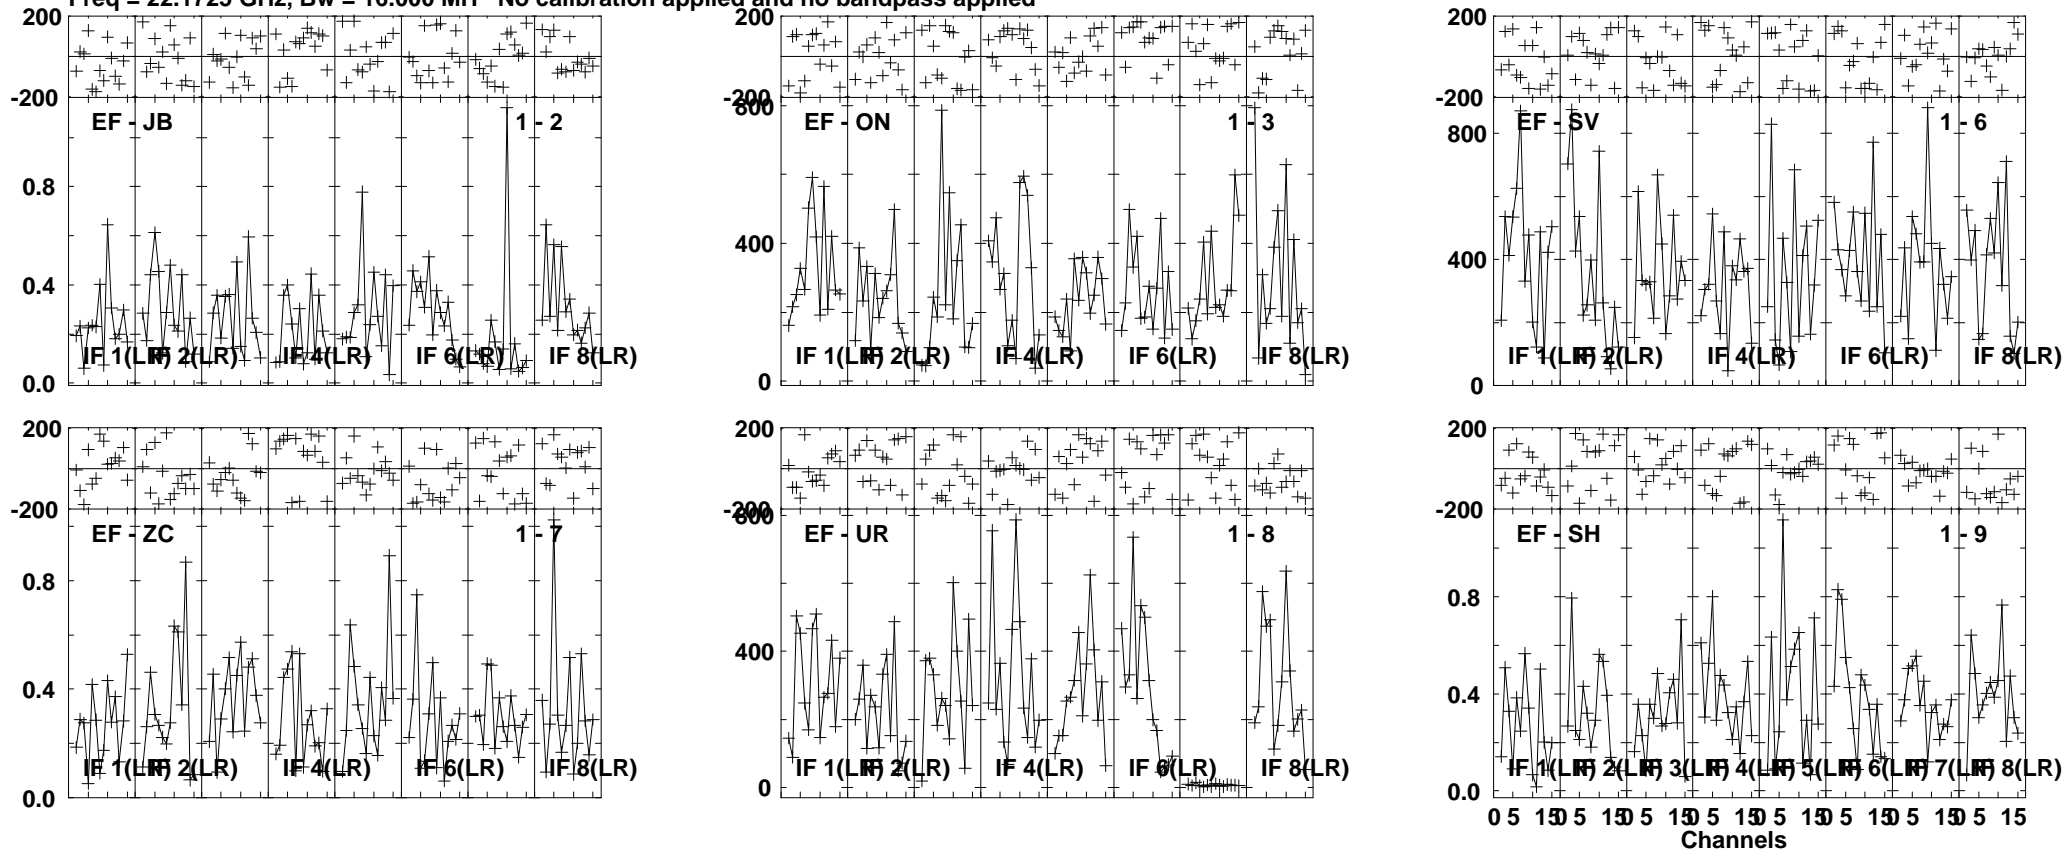 Freq = 22.1725 GHz, Bw = 16.000 MH No calibration applied and no bandpass applied
200
-200
EF - JB 1 - 2
0.8
0.4
0.0
IF 1(LR) IF 2(LR) IF 4(LR) IF 6(LR) IF 8(LR)
200
-200
800
EF - ON 1 - 3
400
0
IF 1(LR) IF 2(LR) IF 4(LR) IF 6(LR) IF 8(LR)
200
-200
EF - SV 1 - 6
800
400
0
IF 1(LR) IF 2(LR) IF 4(LR) IF 6(LR) IF 8(LR)
200
-200
EF - ZC 1 - 7
0.8
0.4
0.0
IF 1(LR) IF 2(LR) IF 4(LR) IF 6(LR) IF 8(LR)
200
-200
800
EF - UR 1 - 8
400
0
IF 1(LR) IF 2(LR) IF 4(LR) IF 6(LR) IF 8(LR)
200
-200
EF - SH 1 - 9
0.8
0.4
0.0
IF 1(LR) IF 2(LR) IF 3(LR) IF 4(LR) IF 5(LR) IF 6(LR) IF 7(LR) IF 8(LR)
0 5 15 0 5 15 0 5 15 0 5 15 0 5 15 0 5 15 0 5 15 0 5 15
Channels